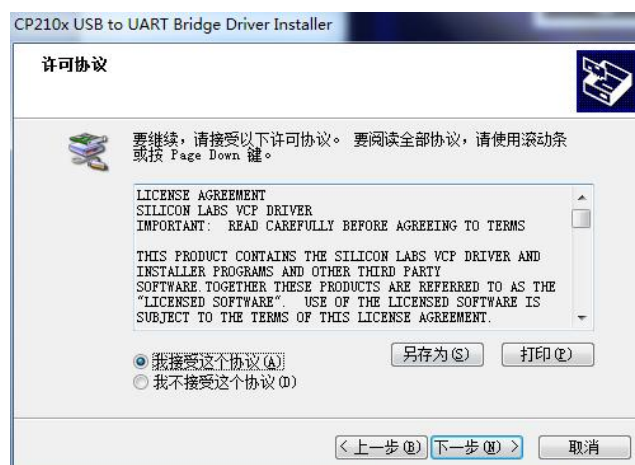 CP210x USB to UART Bridge Driver Installer
许可协议
要继续，请接受以下许可协议。 要阅读全部协议，请使用滚动条
或按 Page Down 键。
LICENSE AGREEMENT
SILICON LABS VCP DRIVER
IMPORTANT:  READ CAREFULLY BEFORE AGREEING TO TERMS
THIS PRODUCT CONTAINS THE SILICON LABS VCP DRIVER AND
INSTALLER PROGRAMS AND OTHER THIRD PARTY
SOFTWARE.TOGETHER THESE PRODUCTS ARE REFERRED TO AS THE
“LICENSED SOFTWARE”.  USE OF THE LICENSED SOFTWARE IS
SUBJECT TO THE TERMS OF THIS LICENSE AGREEMENT.
我接受这个协议(A) 另存为(S) 打印(P)
我不接受这个协议(D)
< 上一步(B) 下一步(N) > 取消